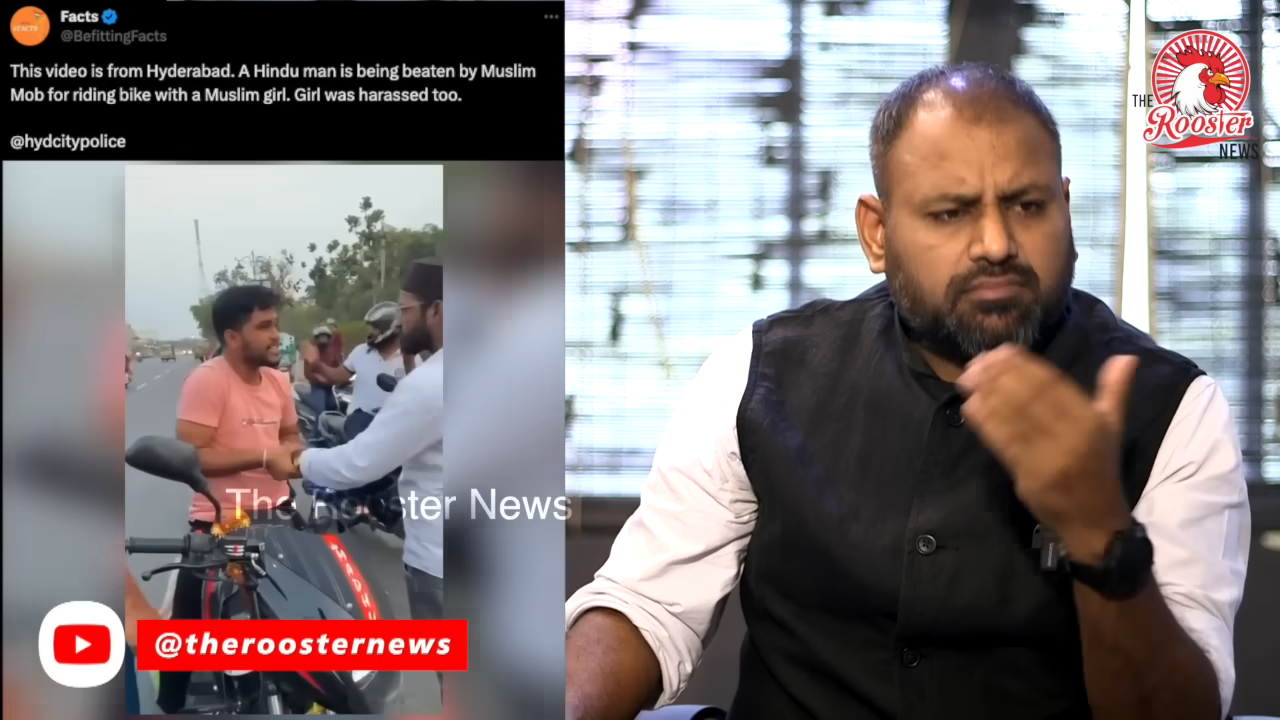 Facts
@BefittingFacts
This video is from Hyderabad. A Hindu man is being beaten by Muslim
Mob for riding bike with a Muslim girl. Girl was harassed too.
@hydcitypolice
THE
Rooster
NEWS
The Rooster News
MADHU
@theroosternews